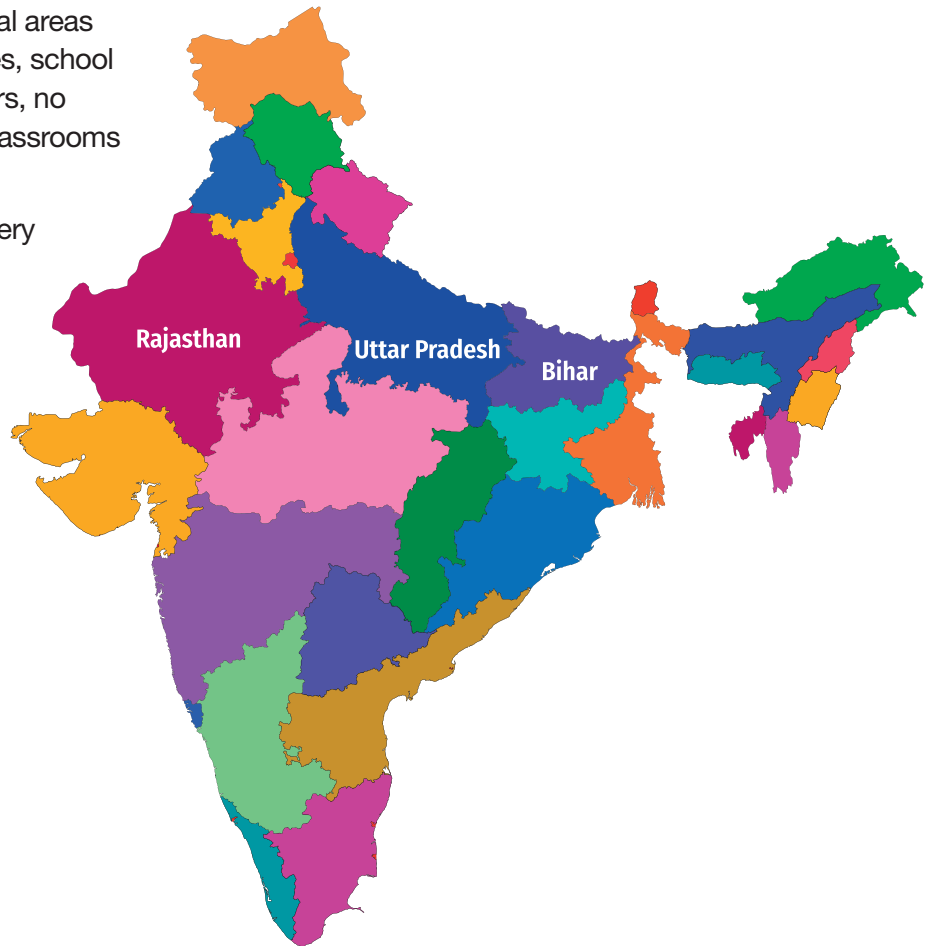 al areas
es, school
rs, no
assrooms
ery
Rajasthan
Uttar Pradesh
Bihar